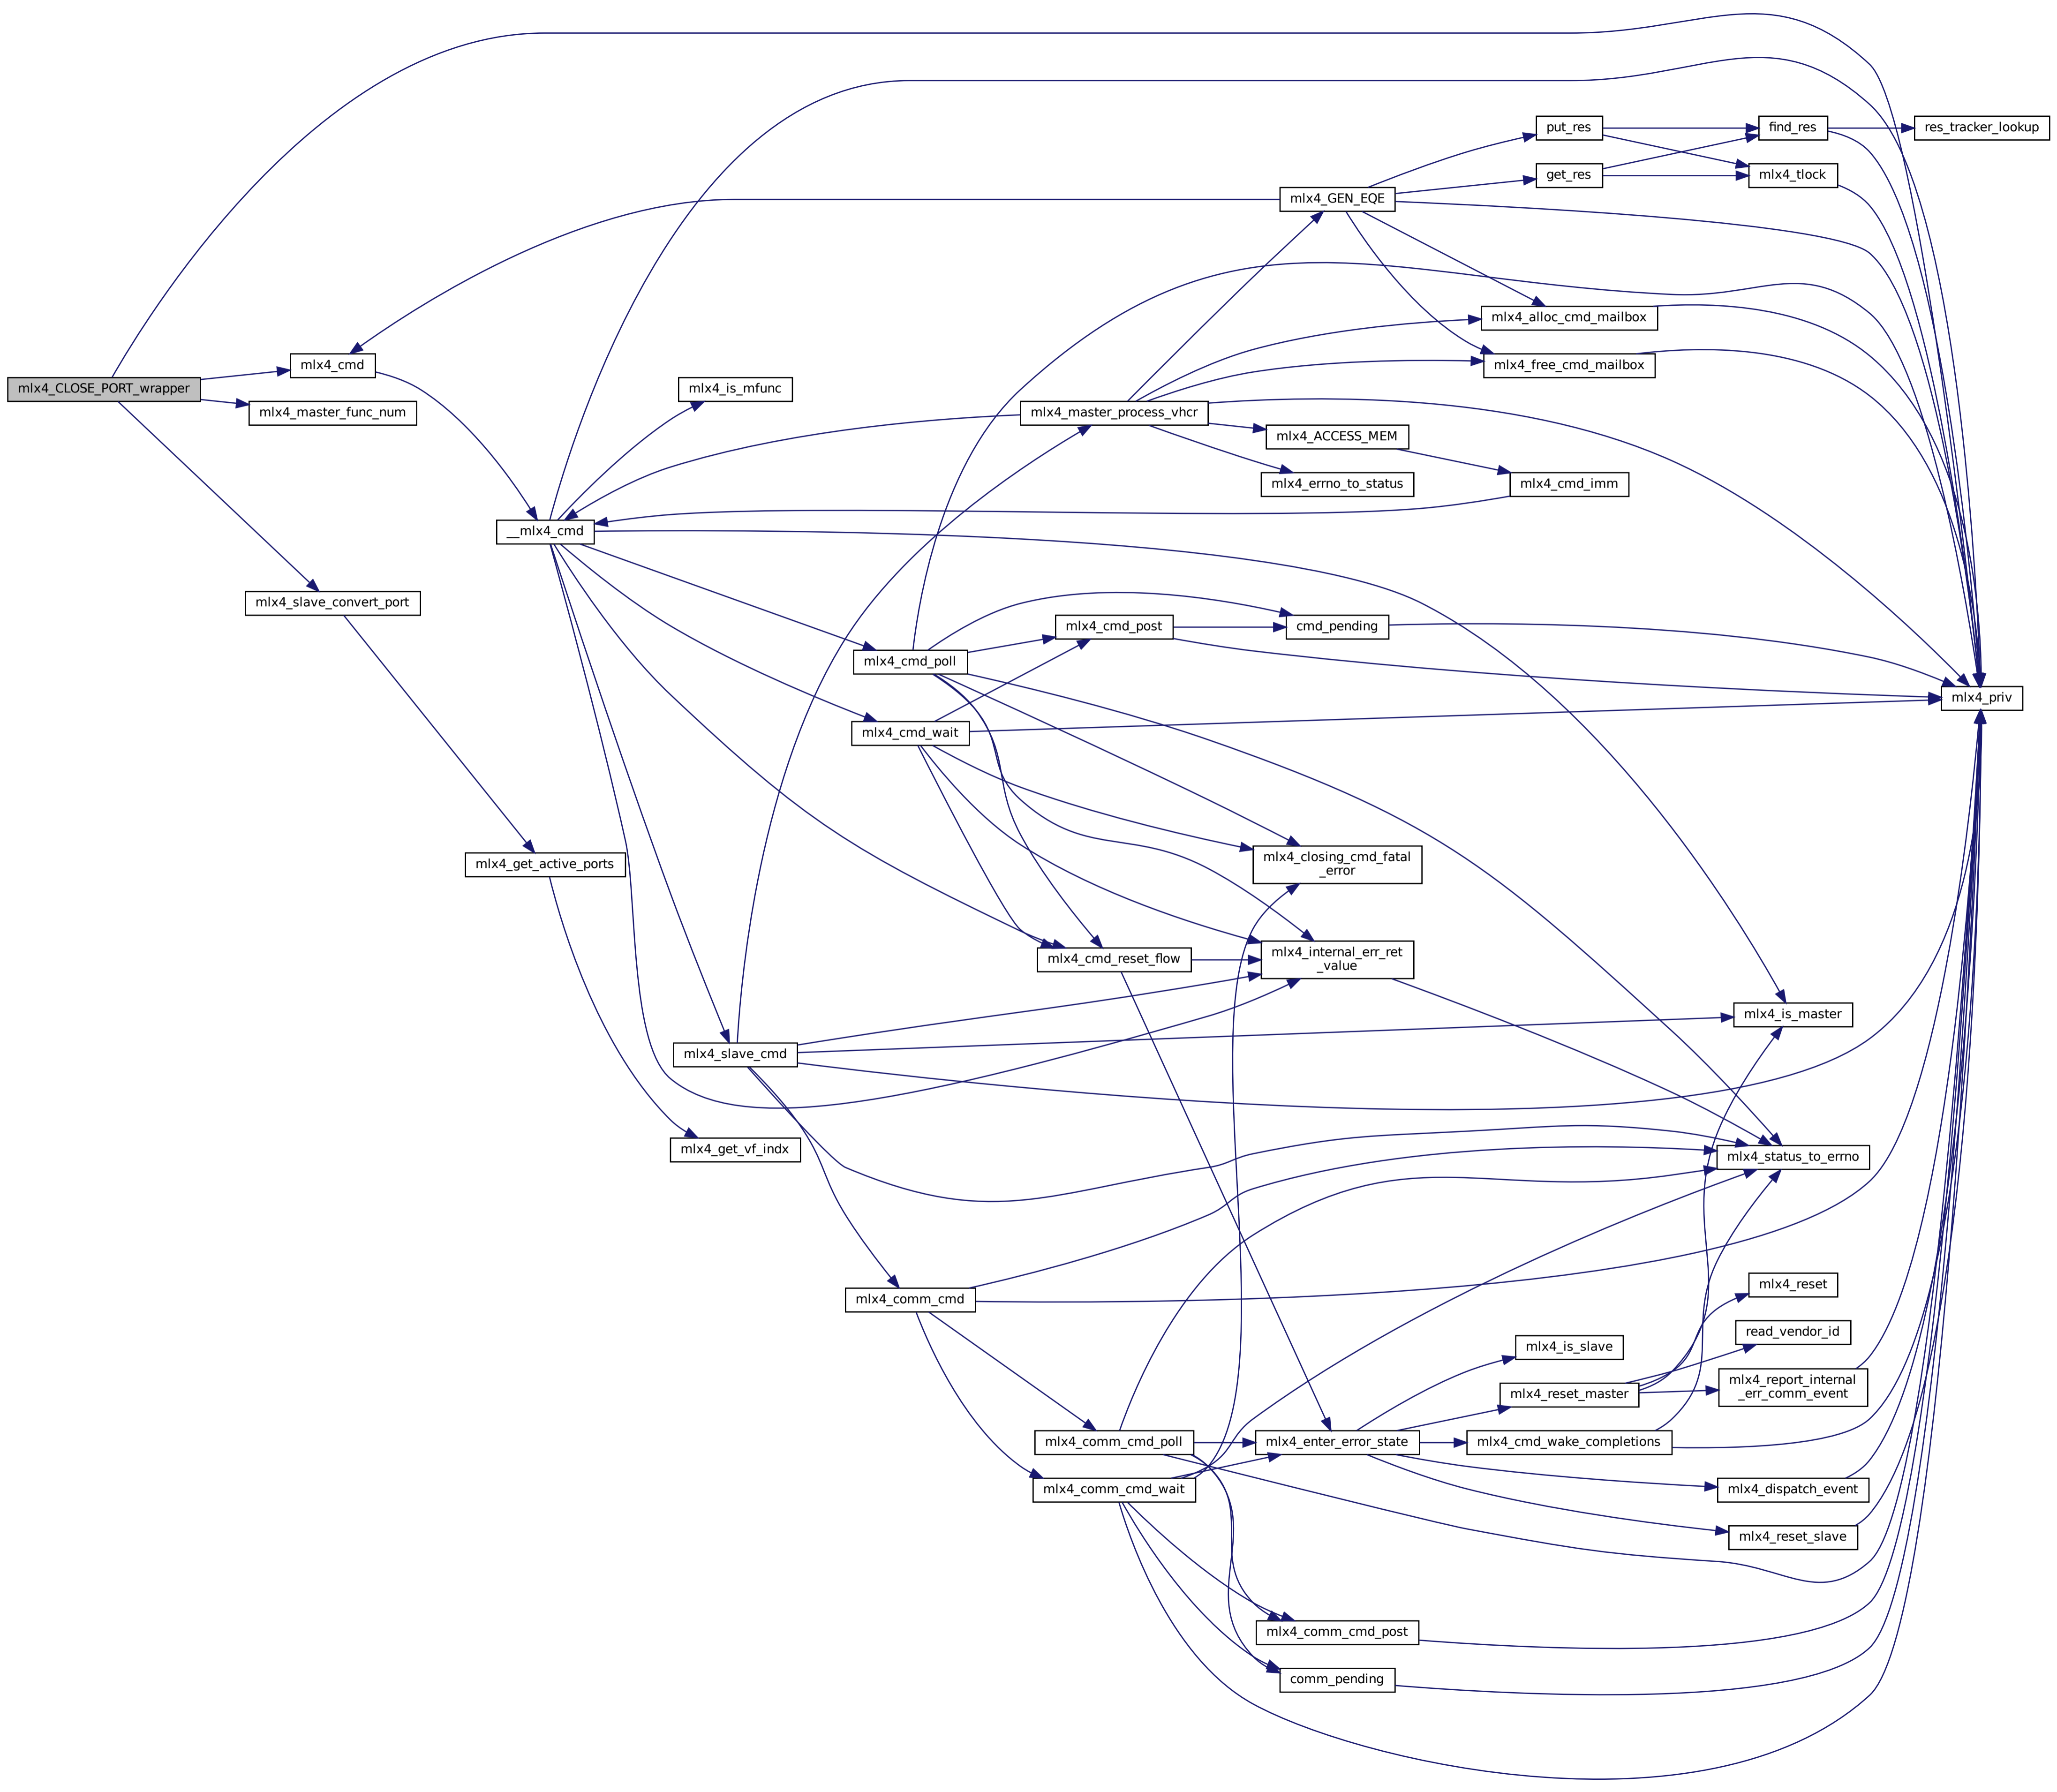 put_res
find_res
res_tracker_lookup
get_res
mlx4_tlock
mlx4_GEN_EQE
mlx4_alloc_cmd_mailbox
mlx4_cmd
mlx4_free_cmd_mailbox
mlx4_CLOSE_PORT_wrapper
mlx4_is_mfunc
mlx4_master_func_num
mlx4_master_process_vhcr
mlx4_ACCESS_MEM
mlx4_errno_to_status
mlx4_cmd_imm
__mlx4_cmd
mlx4_slave_convert_port
mlx4_cmd_post
cmd_pending
mlx4_cmd_poll
mlx4_priv
mlx4_cmd_wait
mlx4_get_active_ports
mlx4_closing_cmd_fatal
_error
mlx4_cmd_reset_flow
mlx4_internal_err_ret
_value
mlx4_is_master
mlx4_slave_cmd
mlx4_get_vf_indx
mlx4_status_to_errno
mlx4_reset
mlx4_comm_cmd
read_vendor_id
mlx4_is_slave
mlx4_reset_master
mlx4_report_internal
_err_comm_event
mlx4_comm_cmd_poll
mlx4_enter_error_state
mlx4_cmd_wake_completions
mlx4_comm_cmd_wait
mlx4_dispatch_event
mlx4_reset_slave
mlx4_comm_cmd_post
comm_pending